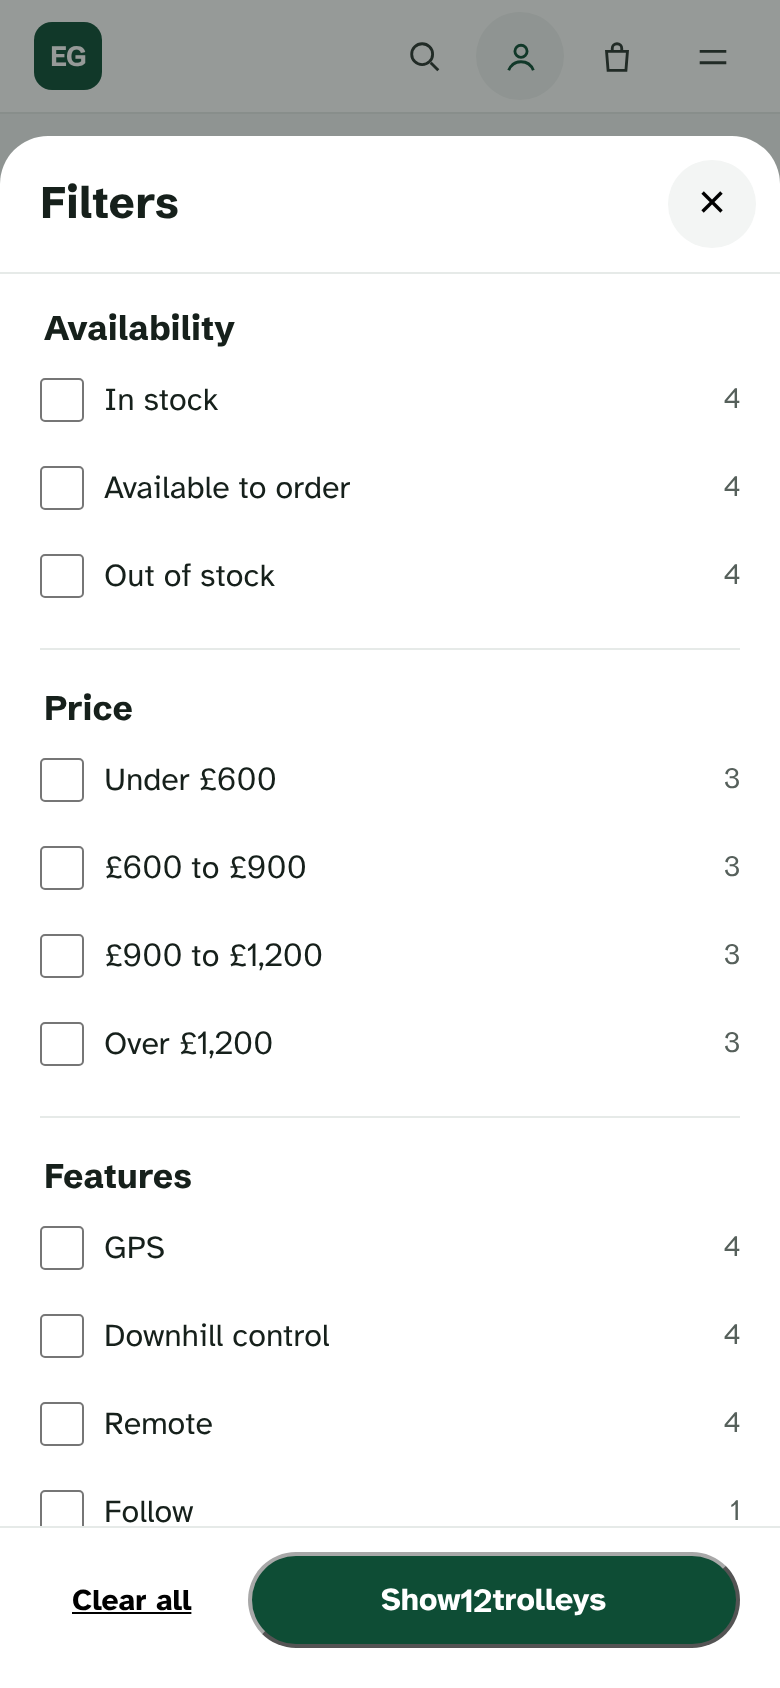 EG
Filters
Availability
In stock 4
Available to order 4
Out of stock 4
Price
Under £600 3
£600 to £900 3
£900 to £1,200 3
Over £1,200 3
Features
GPS 4
Downhill control 4
Remote 4
Follow 1
Clear all
Show12trolleys